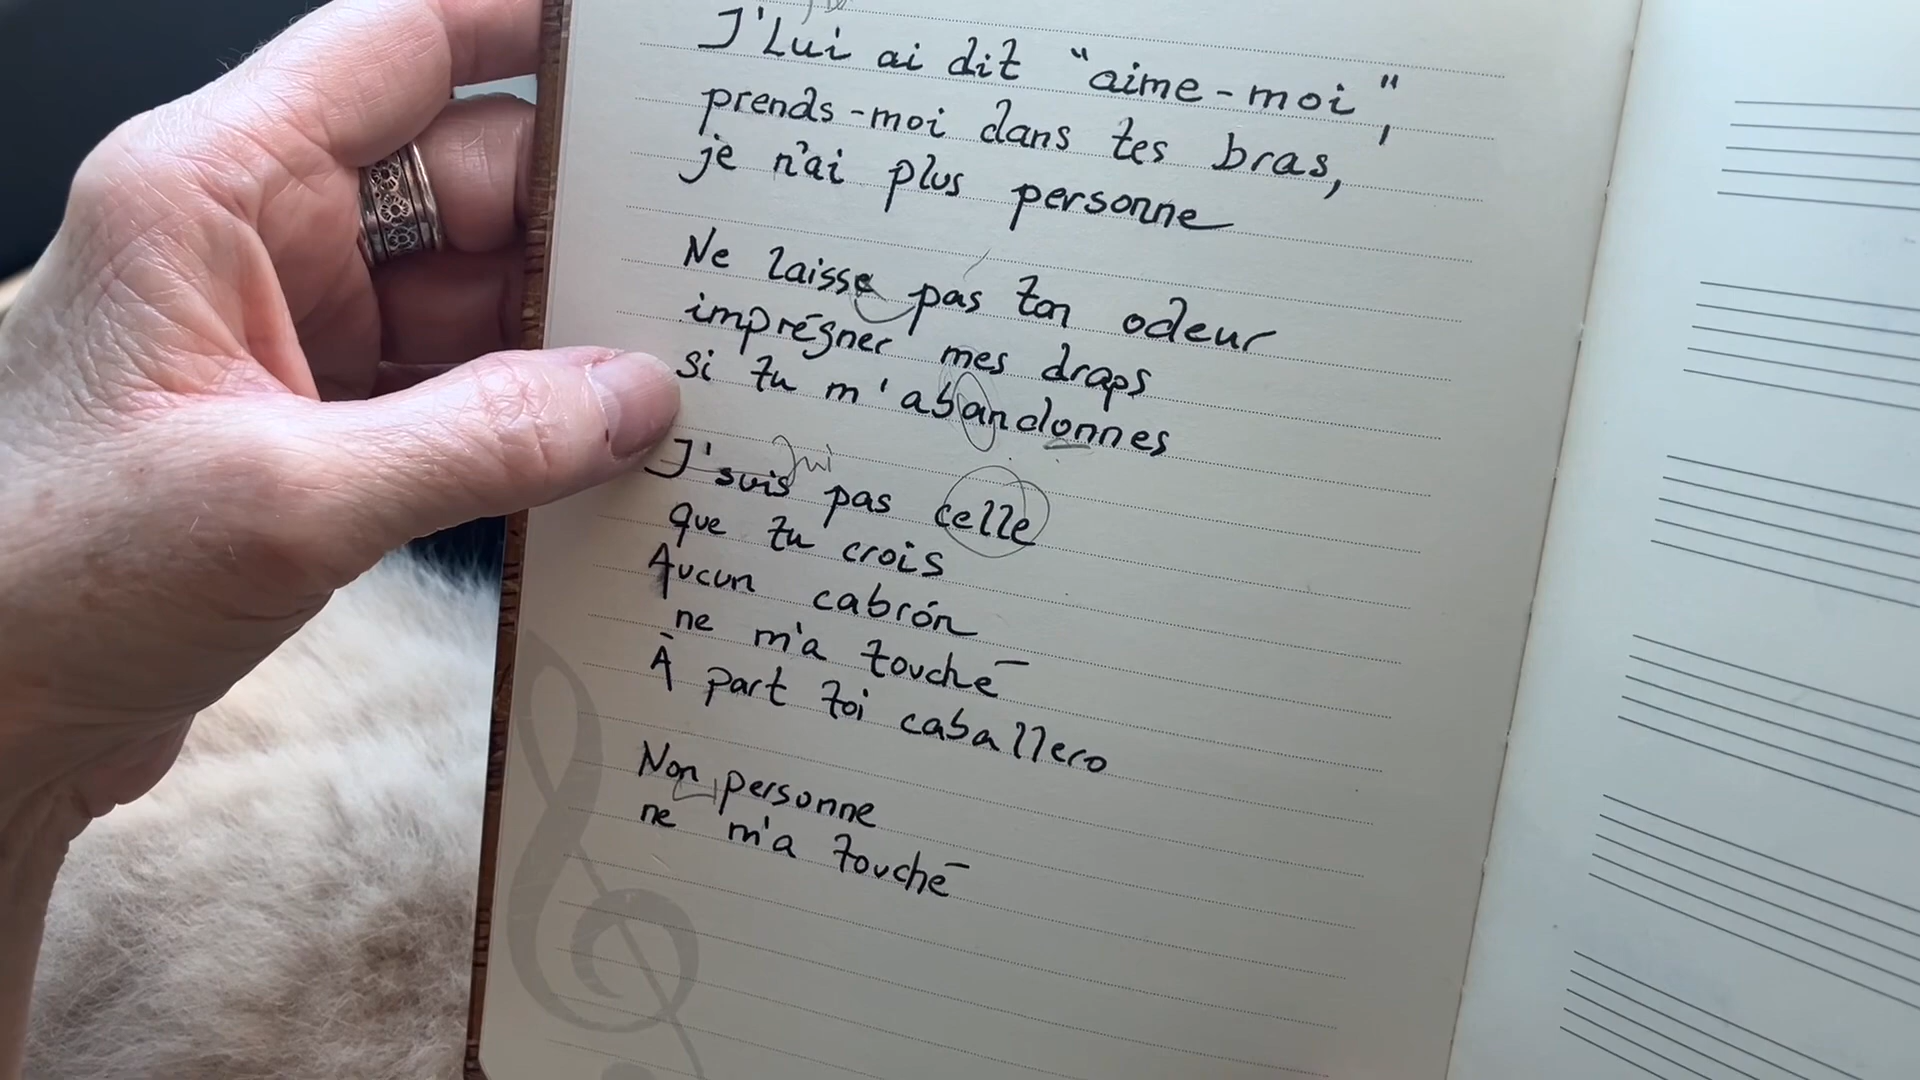 J'Lui ai dit "aime-moi",
prends-moi dans tes bras,
je n'ai plus personne
Ne laisse pas ton odeur
imprégner mes draps
si tu m'abandonnes
jui
J'suis pas celle
que tu crois
Aucun cabrón
ne m'a touché
À part toi caballero
Non personne
ne m'a touché